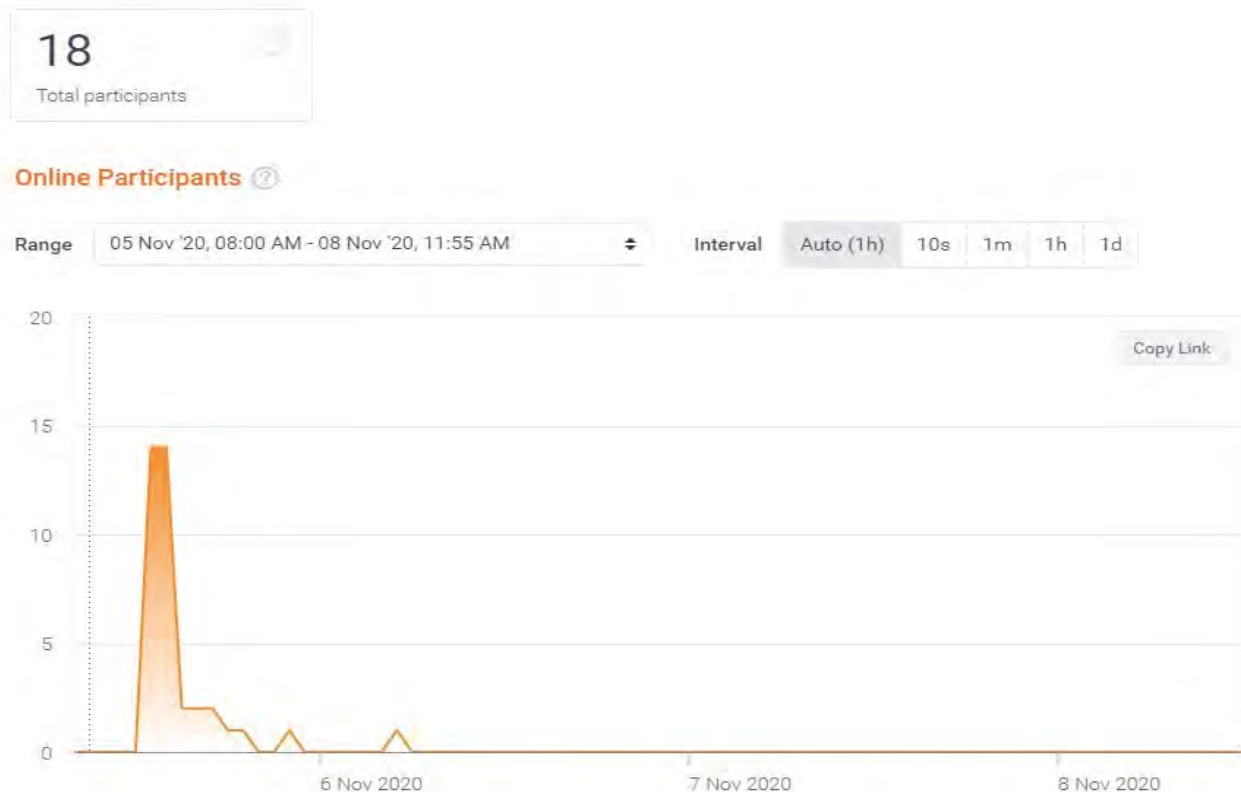 18
Total participants
Online Participants ?
Range 05 Nov '20, 08:00 AM - 08 Nov '20, 11:55 AM Interval Auto (1h) 10s 1m 1h 1d
20
Copy Link
15
10
5
0
6 Nov 2020 7 Nov 2020 8 Nov 2020